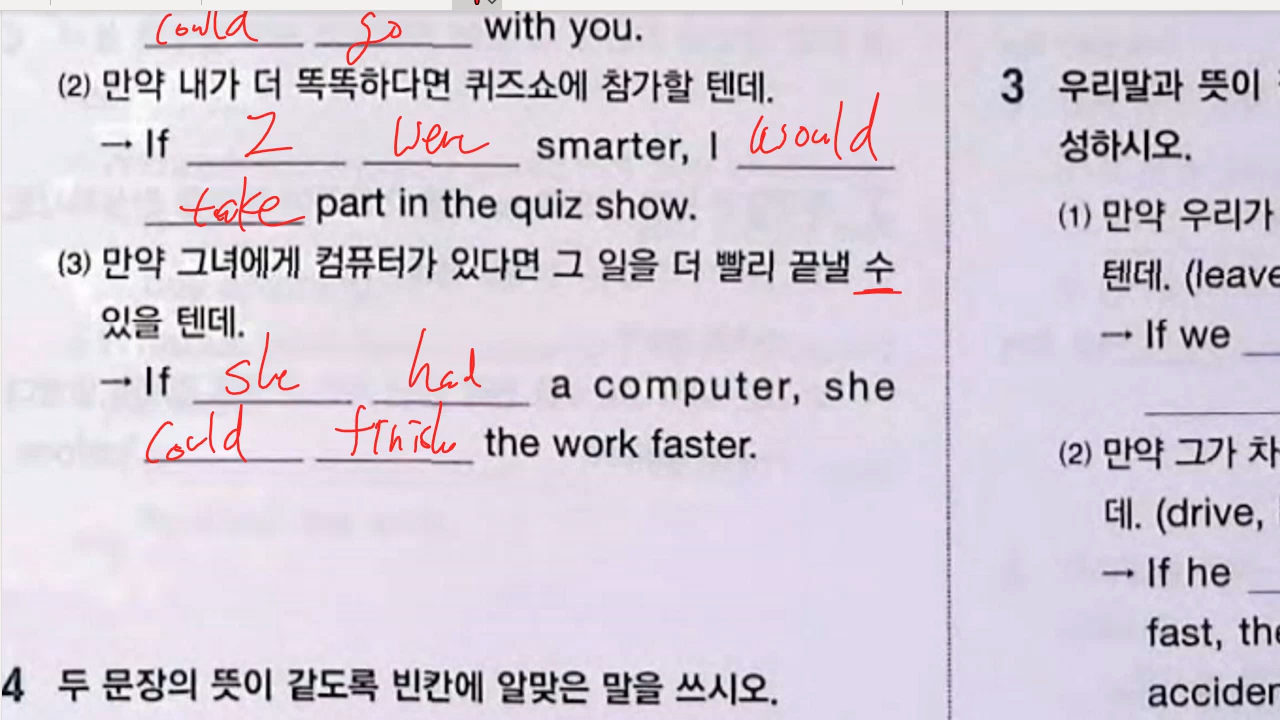 could go with you.
(2) 만약 내가 더 똑똑하다면 퀴즈쇼에 참가할 텐데.
→ If I were smarter, I would
take part in the quiz show.
(3) 만약 그녀에게 컴퓨터가 있다면 그 일을 더 빨리 끝낼 수
있을 텐데.
→ If she had a computer, she
could finish the work faster.
4 두 문장의 뜻이 같도록 빈칸에 알맞은 말을 쓰시오.
3 우리말과 뜻이
성하시오.
(1) 만약 우리가
텐데. (leave
→ If we
(2) 만약 그가 차
데. (drive,
→ If he
fast, the
acciden